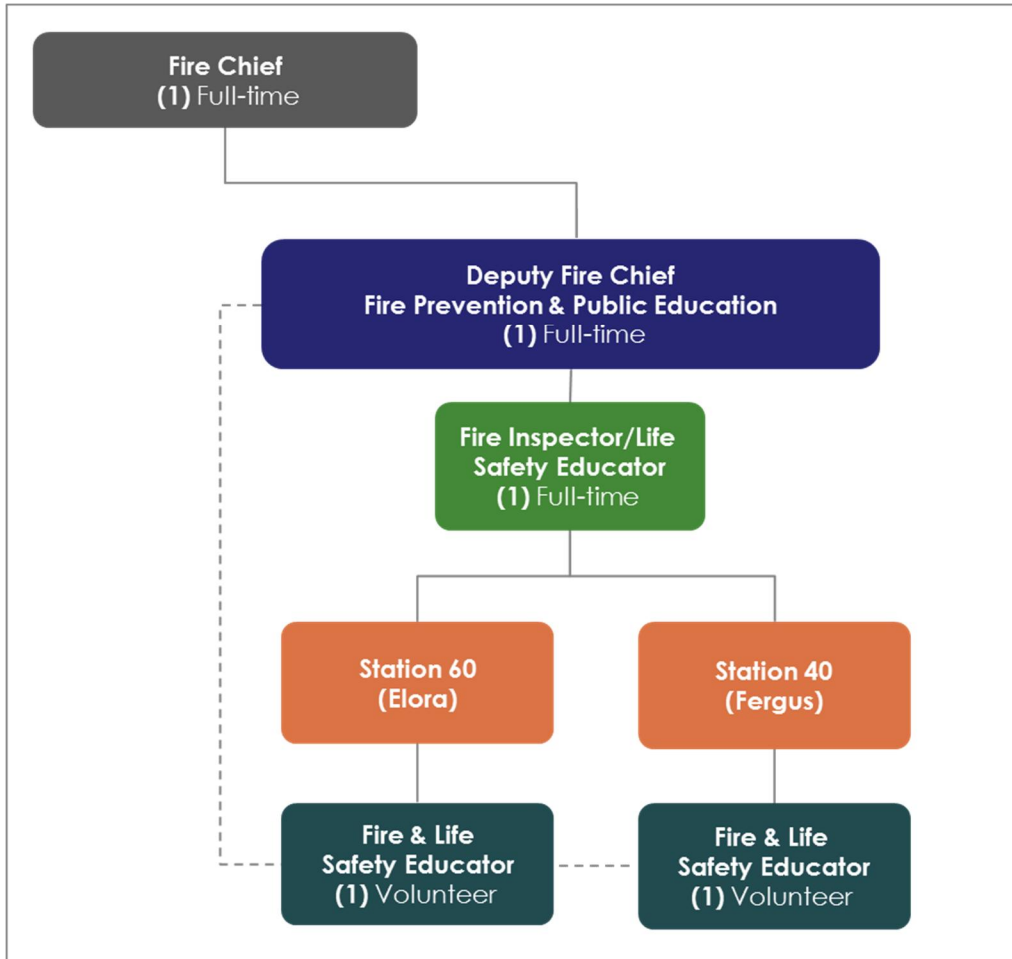 Fire Chief
(1) Full-time
Deputy Fire Chief
Fire Prevention & Public Education
(1) Full-time
Fire Inspector/Life
Safety Educator
(1) Full-time
Station 60
(Elora)
Station 40
(Fergus)
Fire & Life
Safety Educator
(1) Volunteer
Fire & Life
Safety Educator
(1) Volunteer